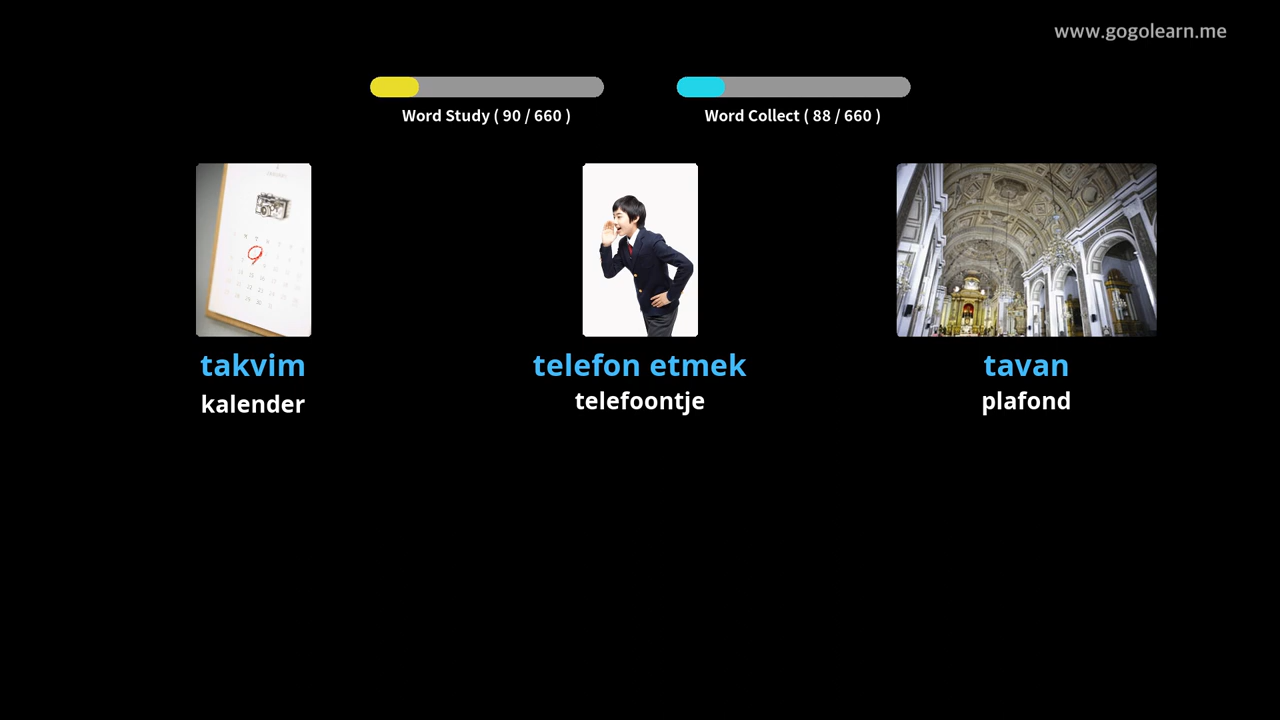 www.gogolearn.me
Word Study ( 90 / 660 )
Word Collect ( 88 / 660 )
takvim
kalender
telefon etmek
telefoontje
tavan
plafond